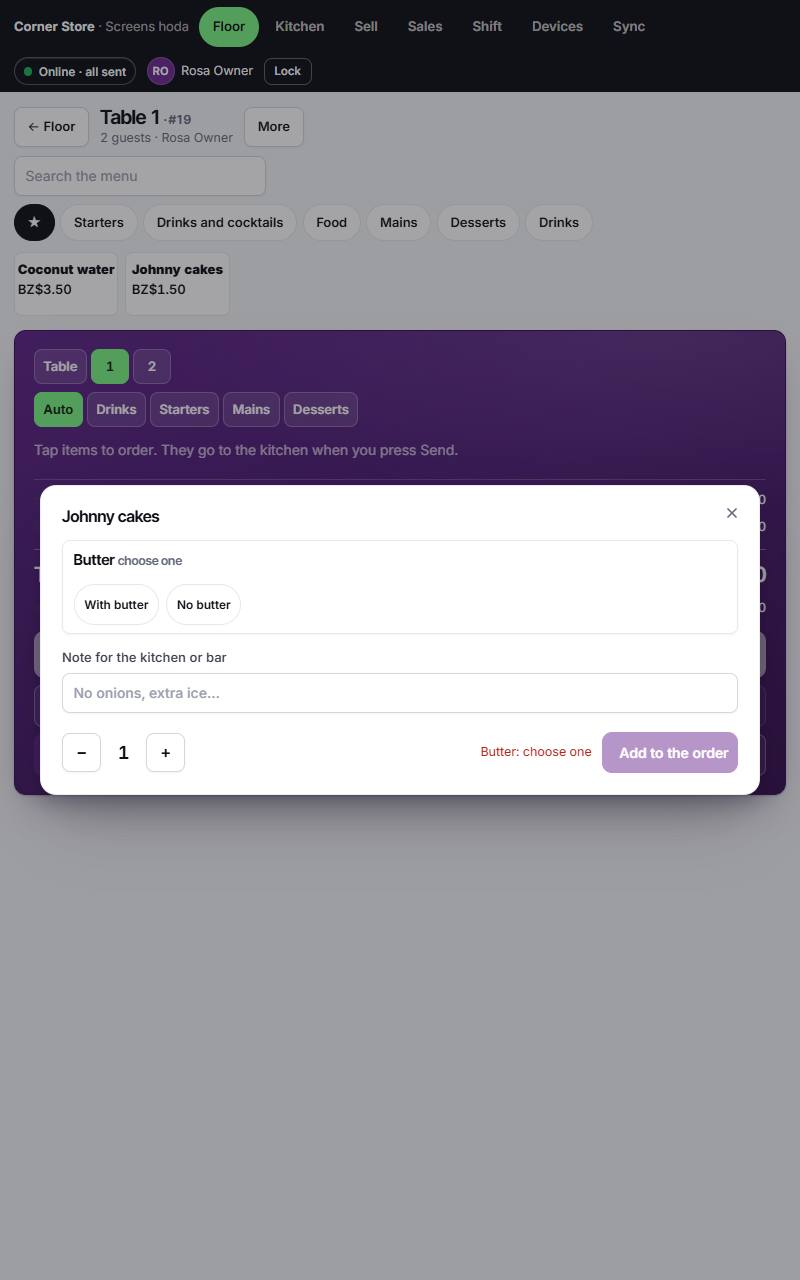 Corner Store · Screens hoda Floor Kitchen Sell Sales Shift Devices Sync
Online · all sent RO Rosa Owner Lock
← Floor Table 1 · #19 More
2 guests · Rosa Owner
Search the menu
★ Starters Drinks and cocktails Food Mains Desserts Drinks
Coconut water Johnny cakes
BZ$3.50 BZ$1.50
Table 1 2
Auto Drinks Starters Mains Desserts
Tap items to order. They go to the kitchen when you press Send.
Johnny cakes ×
Butter choose one
With butter No butter
Note for the kitchen or bar
No onions, extra ice...
− 1 + Butter: choose one Add to the order